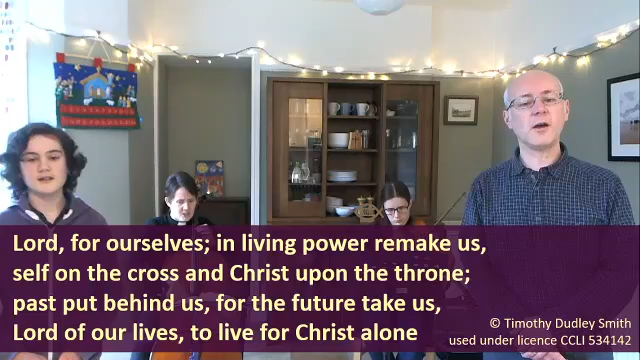 Lord, for ourselves; in living power remake us,
self on the cross and Christ upon the throne;
past put behind us, for the future take us,
Lord of our lives, to live for Christ alone
© Timothy Dudley Smith
used under licence CCLI 534142